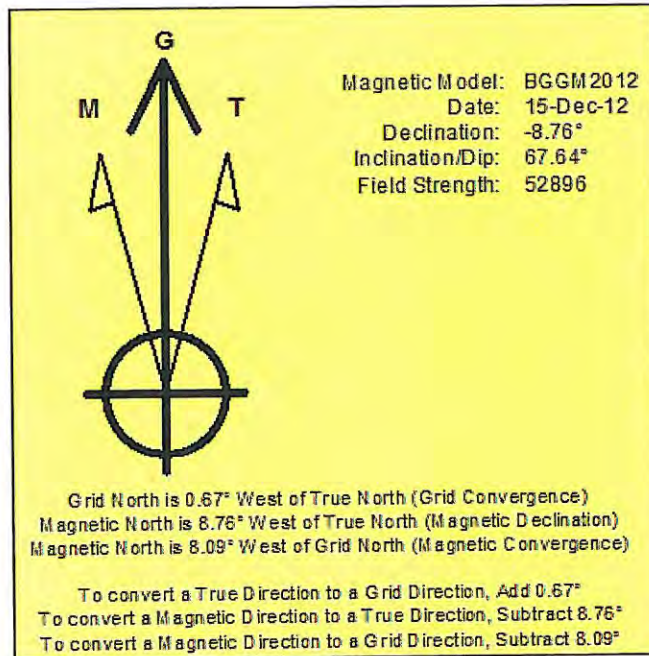 G
M T
Magnetic Model: BGGM2012
Date: 15-Dec-12
Declination: -8.76°
Inclination/Dip: 67.64°
Field Strength: 52896
Grid North is 0.67° West of True North (Grid Convergence)
Magnetic North is 8.76° West of True North (Magnetic Declination)
Magnetic North is 8.09° West of Grid North (Magnetic Convergence)
To convert a True Direction to a Grid Direction, Add 0.67°
To convert a Magnetic Direction to a True Direction, Subtract 8.76°
To convert a Magnetic Direction to a Grid Direction, Subtract 8.09°